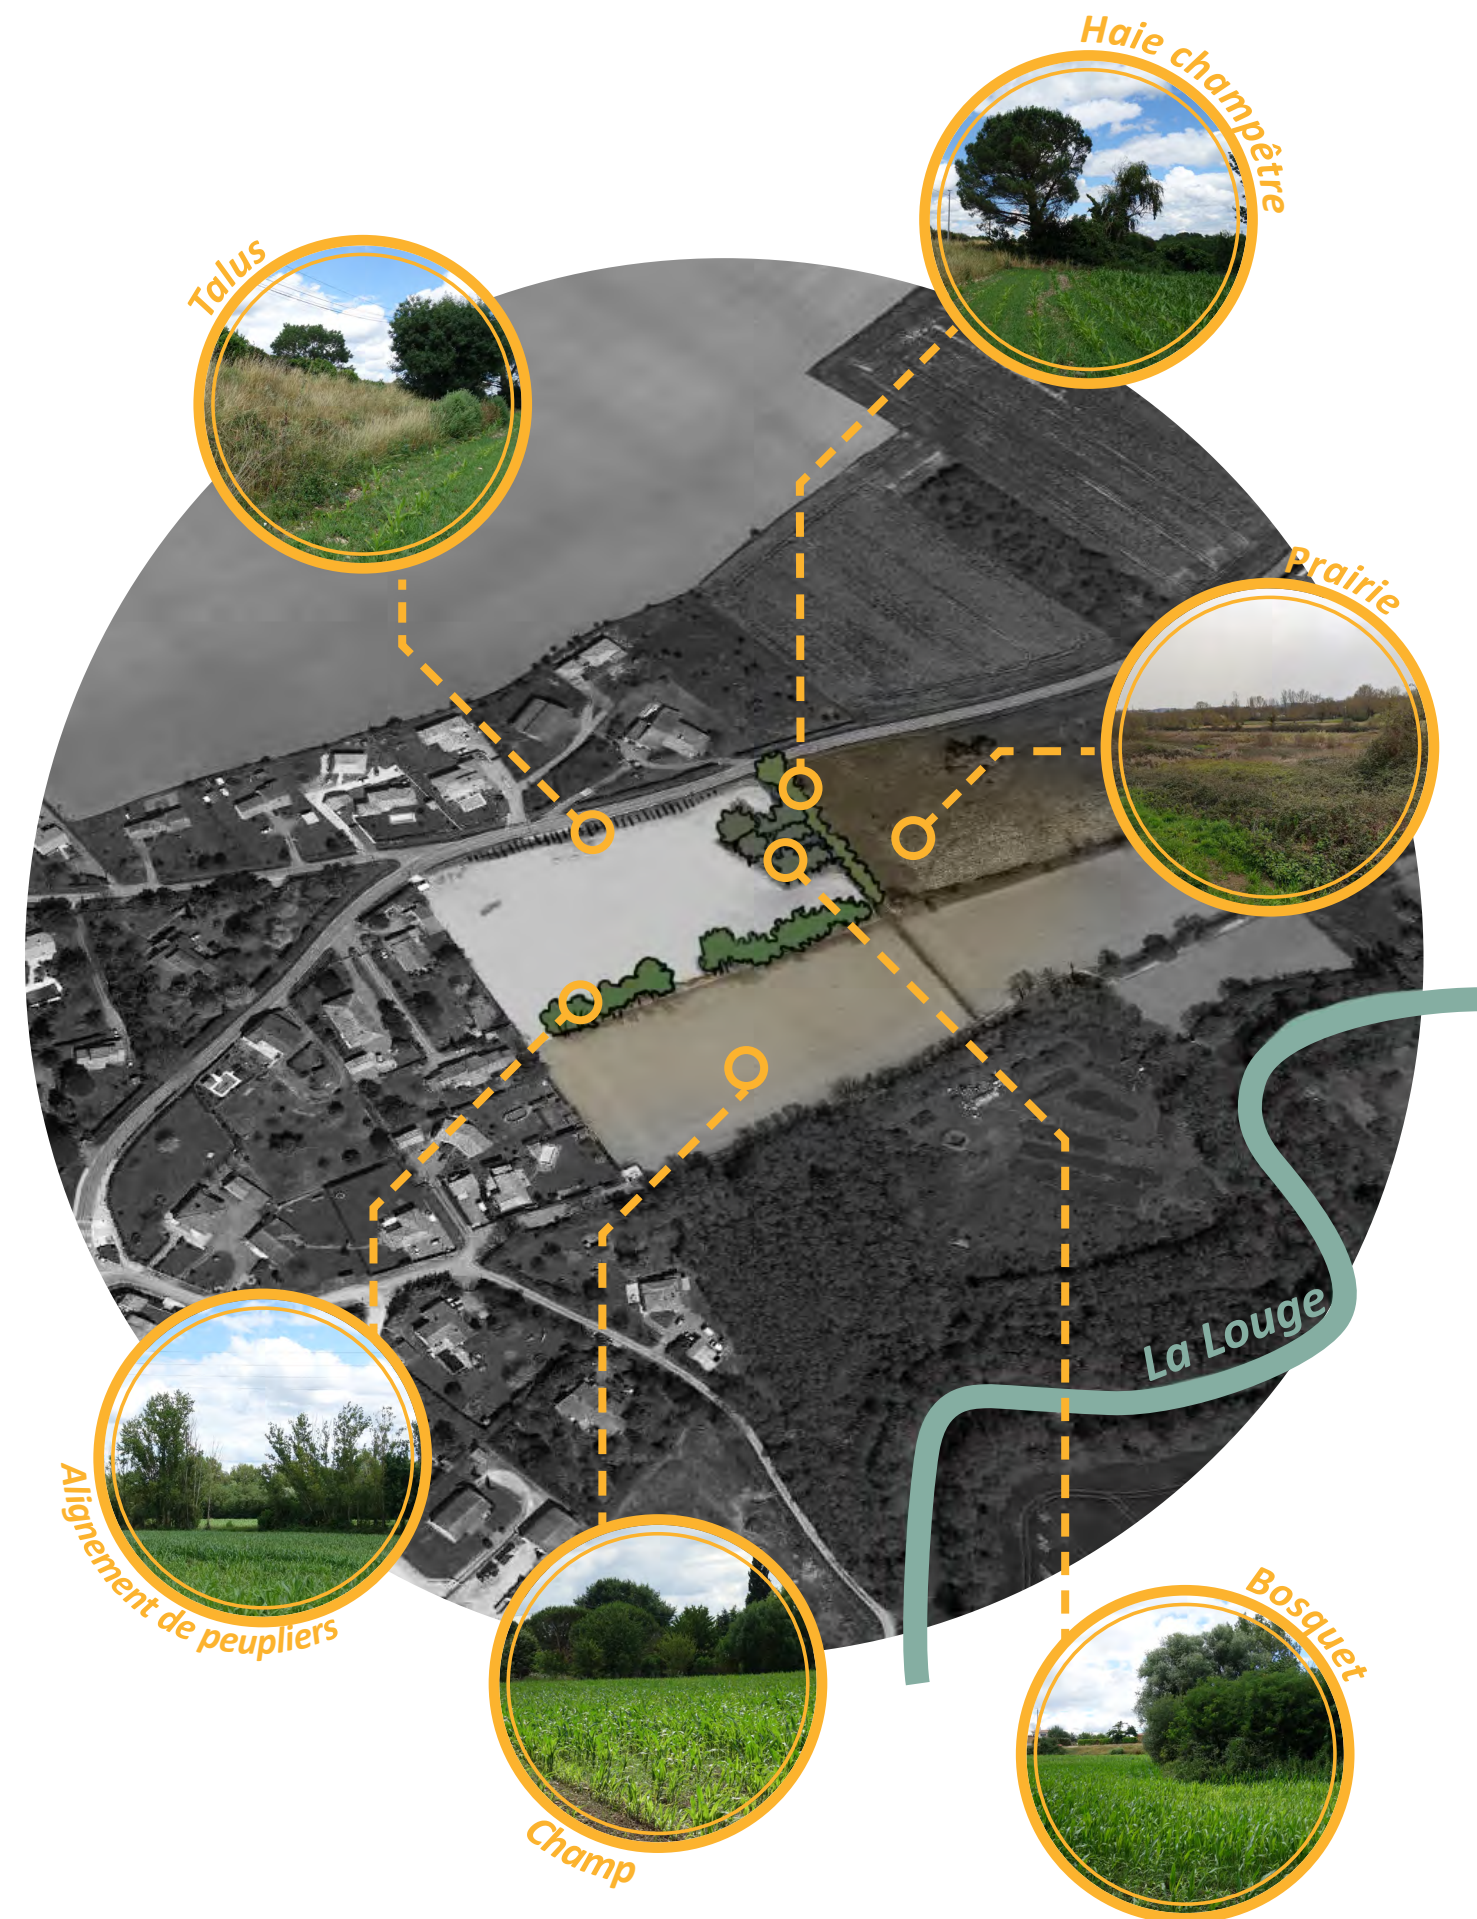 Haie champêtre
Talus
Prairie
La Louge
Alignement de peupliers
Bosquet
Champ